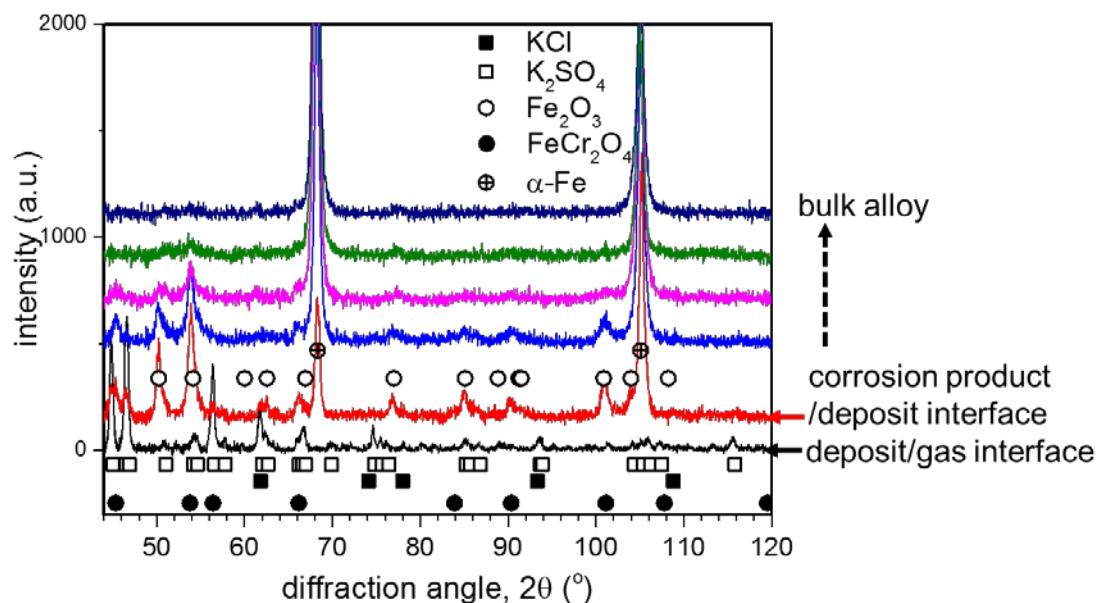 2000
1000
0
intensity (a.u.)
KCl
K₂SO₄
Fe₂O₃
FeCr₂O₄
α-Fe
bulk alloy
corrosion product
/deposit interface
deposit/gas interface
50 60 70 80 90 100 110 120
diffraction angle, 2θ (°)